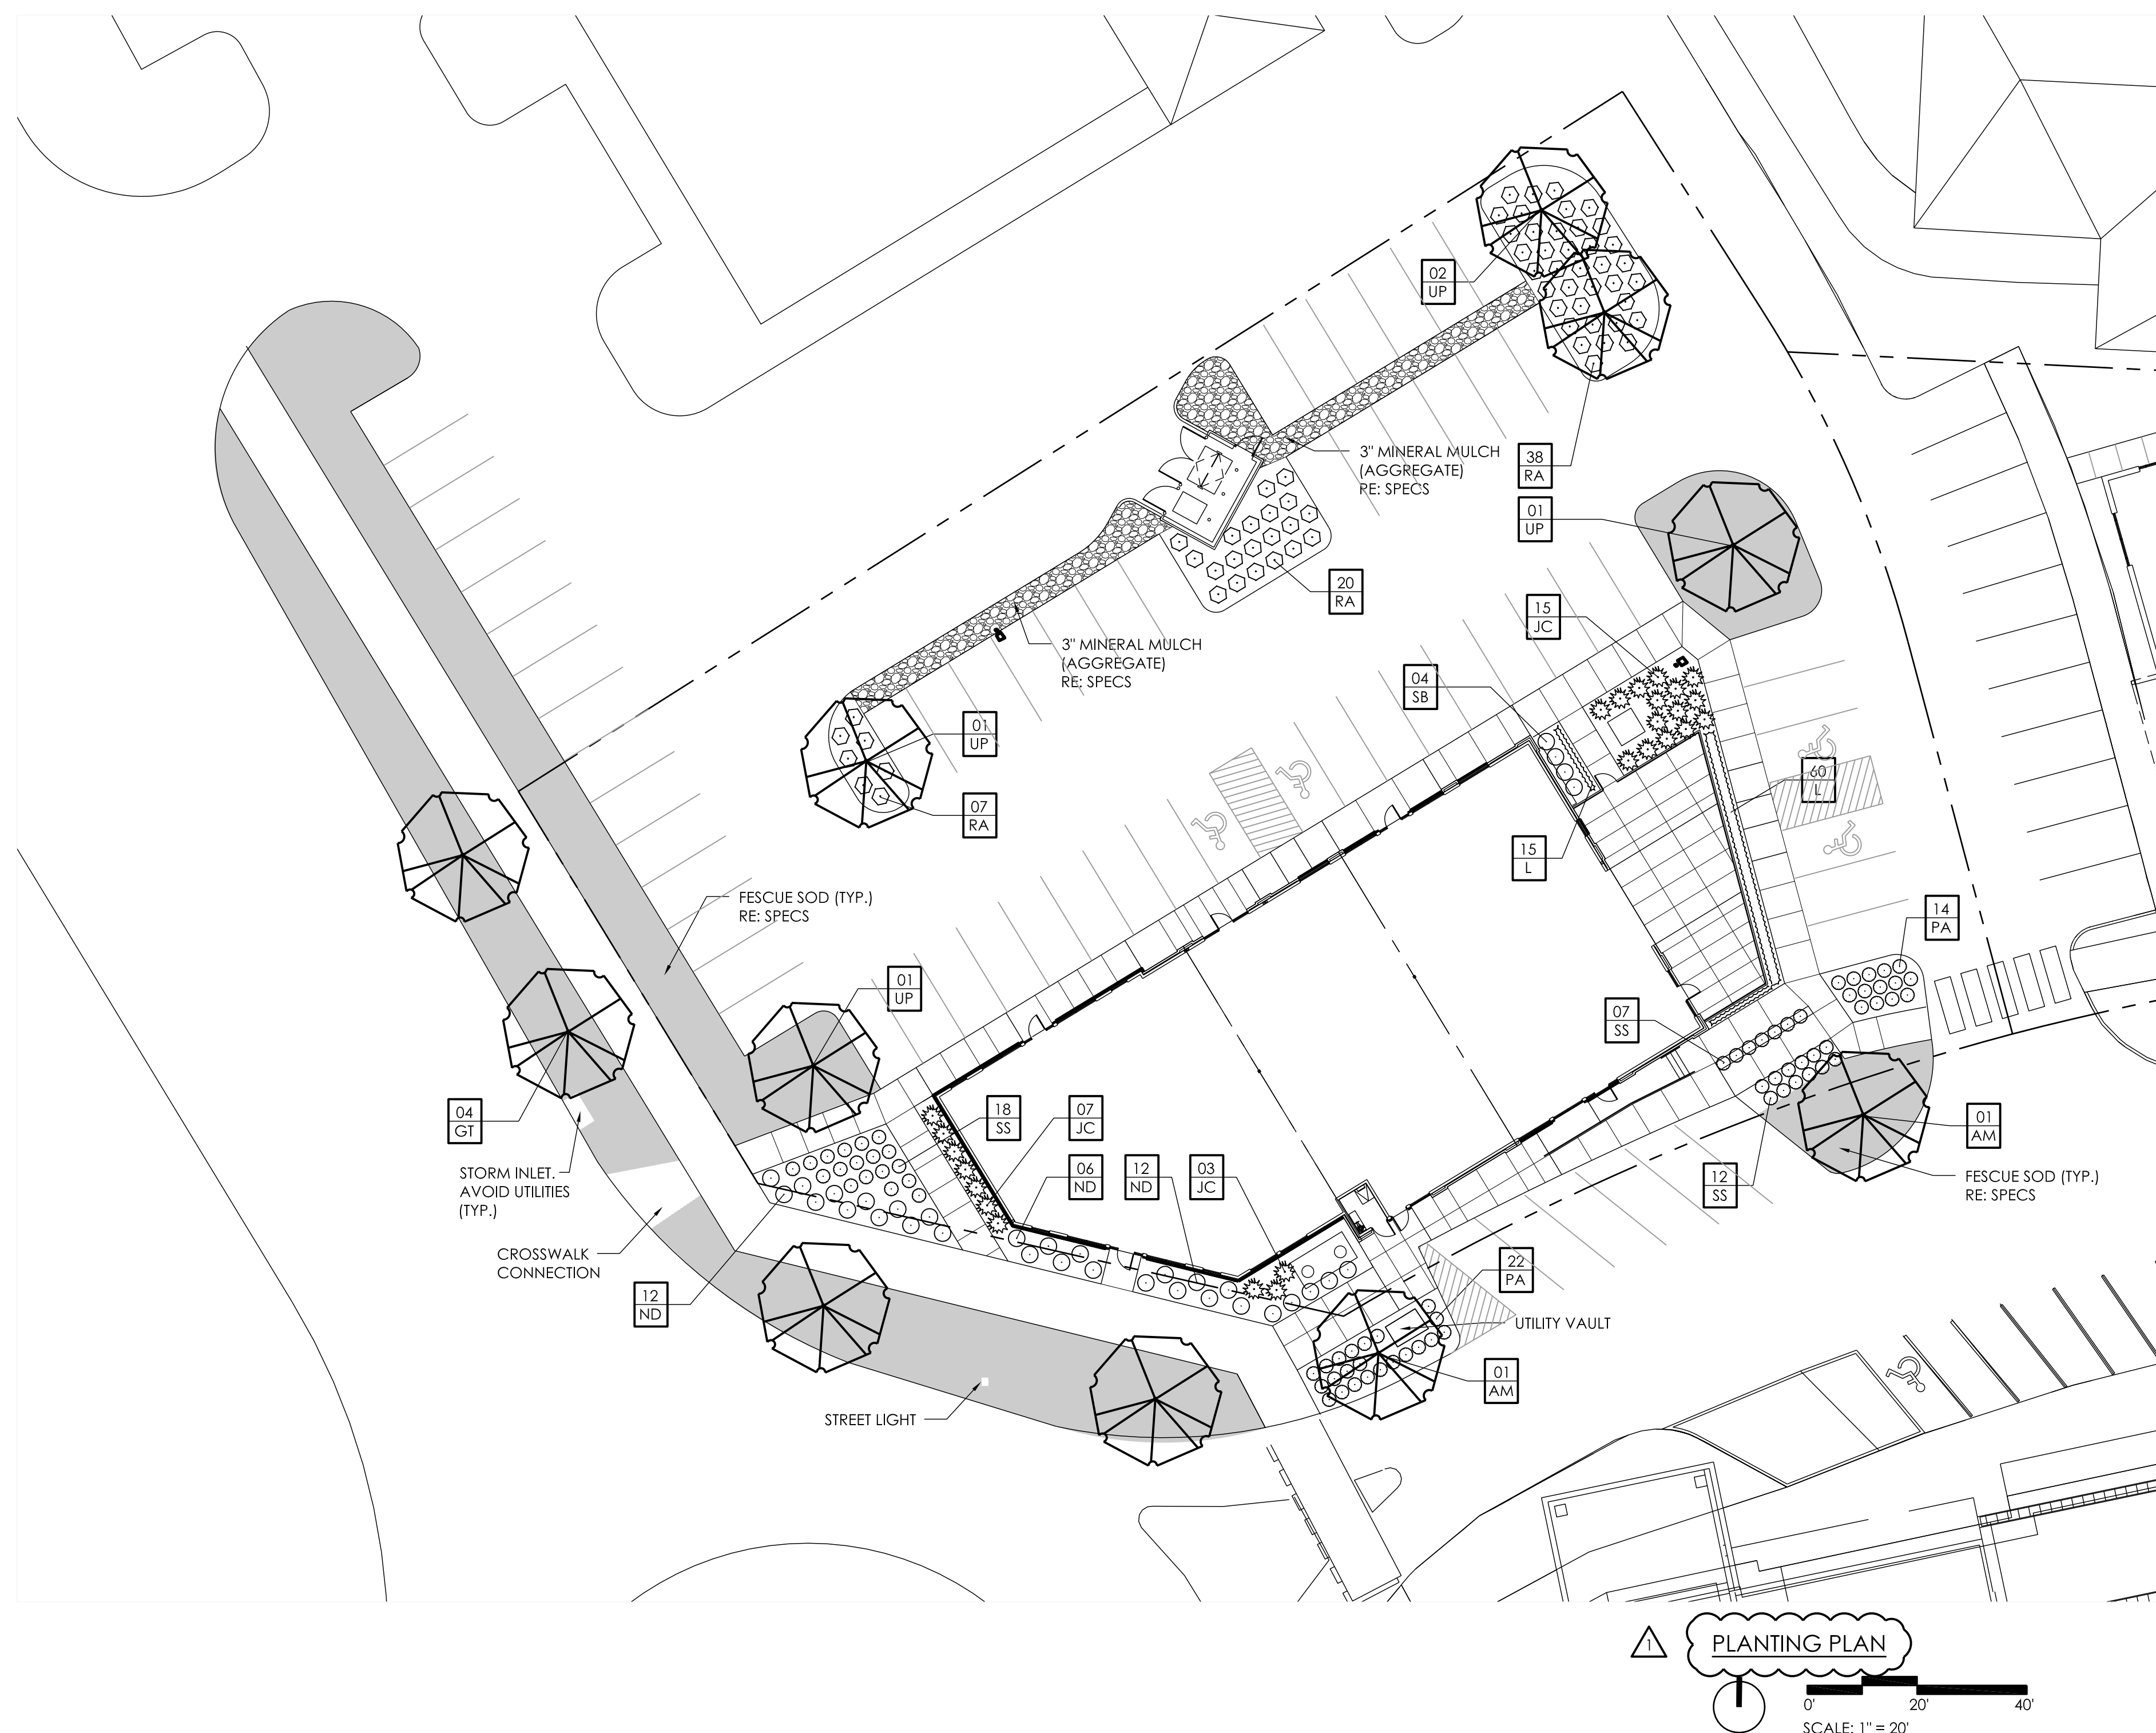 02
UP
3" MINERAL MULCH
(AGGREGATE)
RE: SPECS
38
RA
01
UP
20
RA
15
JC
3" MINERAL MULCH
(AGGREGATE)
RE: SPECS
04
SB
01
UP
60
L
07
RA
15
L
FESCUE SOD (TYP.)
RE: SPECS
14
PA
01
UP
07
SS
04
GT
18
SS
07
JC
01
AM
STORM INLET.
AVOID UTILITIES
(TYP.)
06
ND
12
ND
03
JC
12
SS
FESCUE SOD (TYP.)
RE: SPECS
CROSSWALK
CONNECTION
22
PA
12
ND
UTILITY VAULT
01
AM
STREET LIGHT
1
PLANTING PLAN
0' 20' 40'
SCALE: 1" = 20'